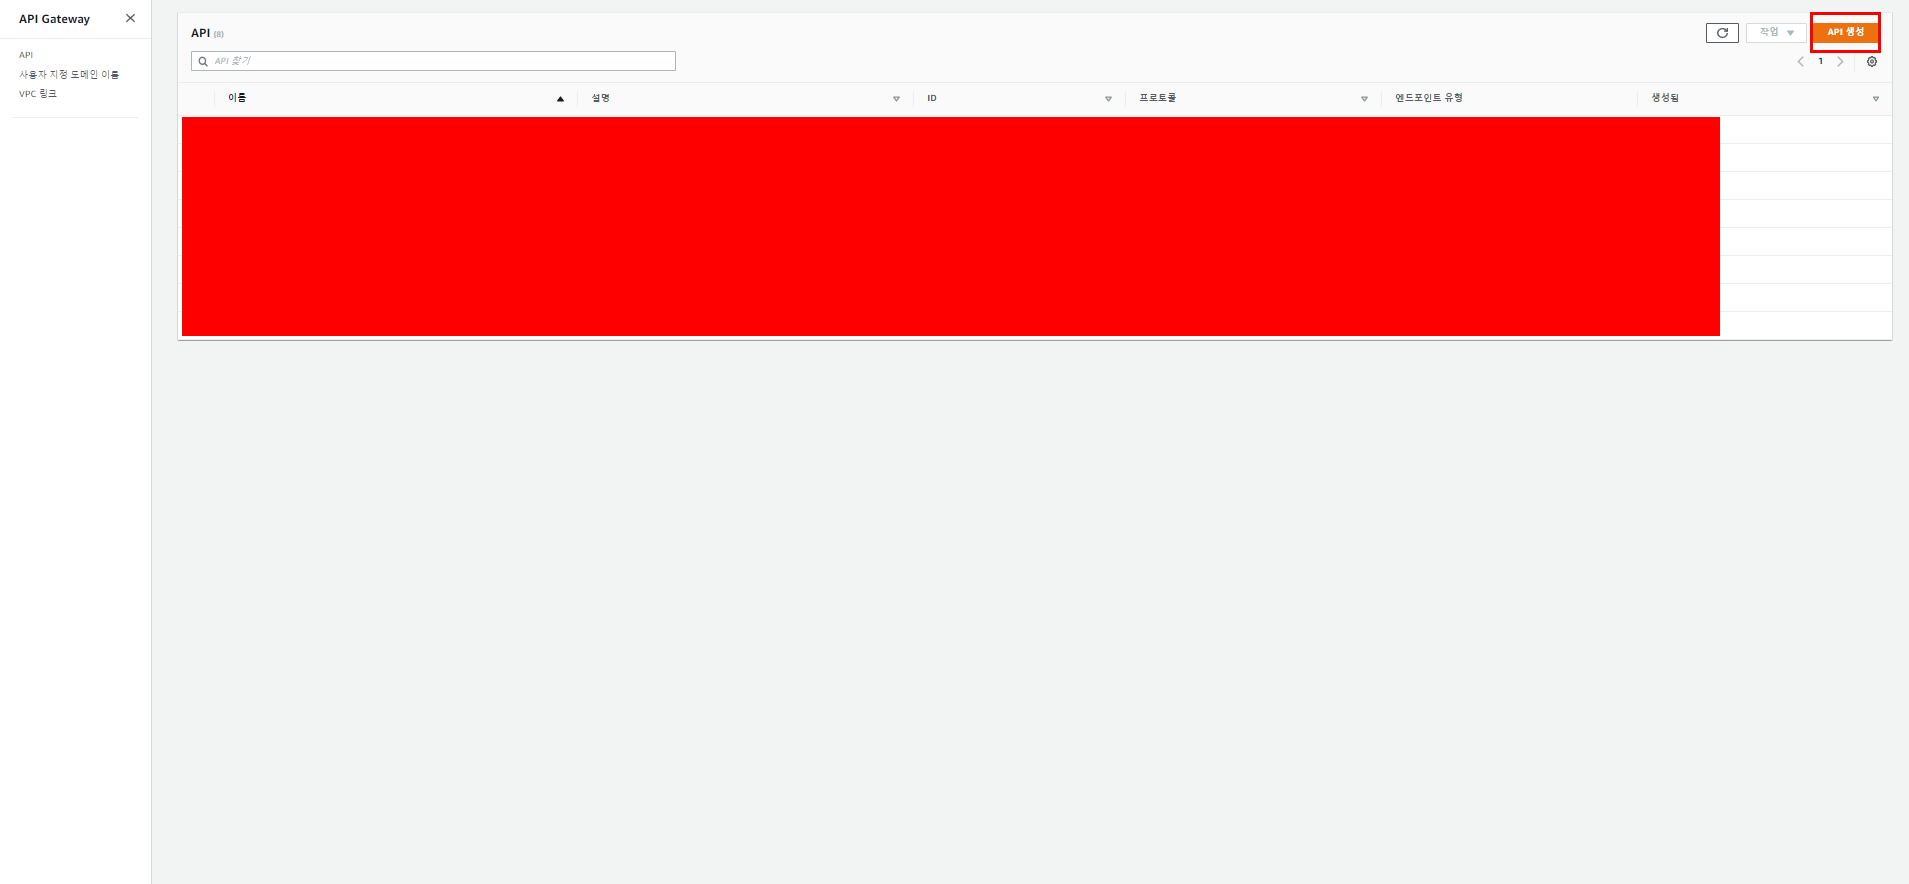 API Gateway
API
사용자 지정 도메인 이름
VPC 링크
API (8)
작업
API 생성
API 찾기
1
이름
설명
ID
프로토콜
엔드포인트 유형
생성됨